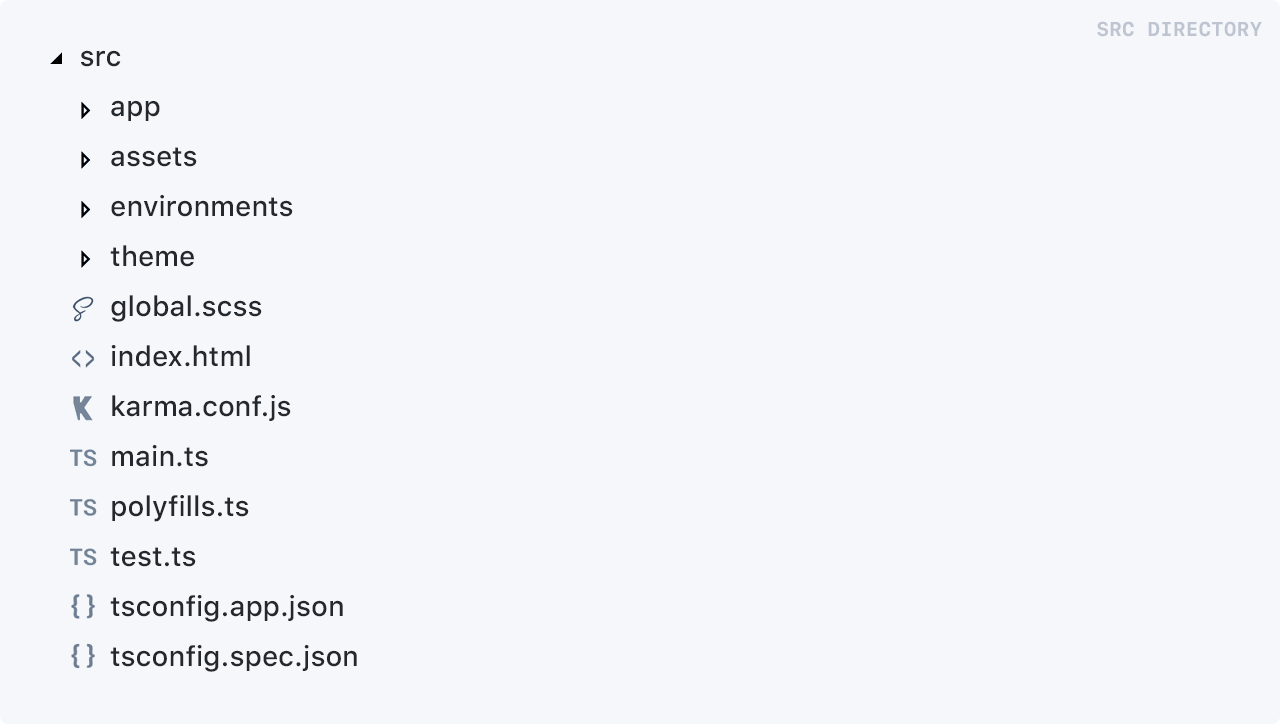 SRC DIRECTORY
src
app
assets
environments
theme
global.scss
<> index.html
karma.conf.js
TS main.ts
TS polyfills.ts
TS test.ts
{} tsconfig.app.json
{} tsconfig.spec.json